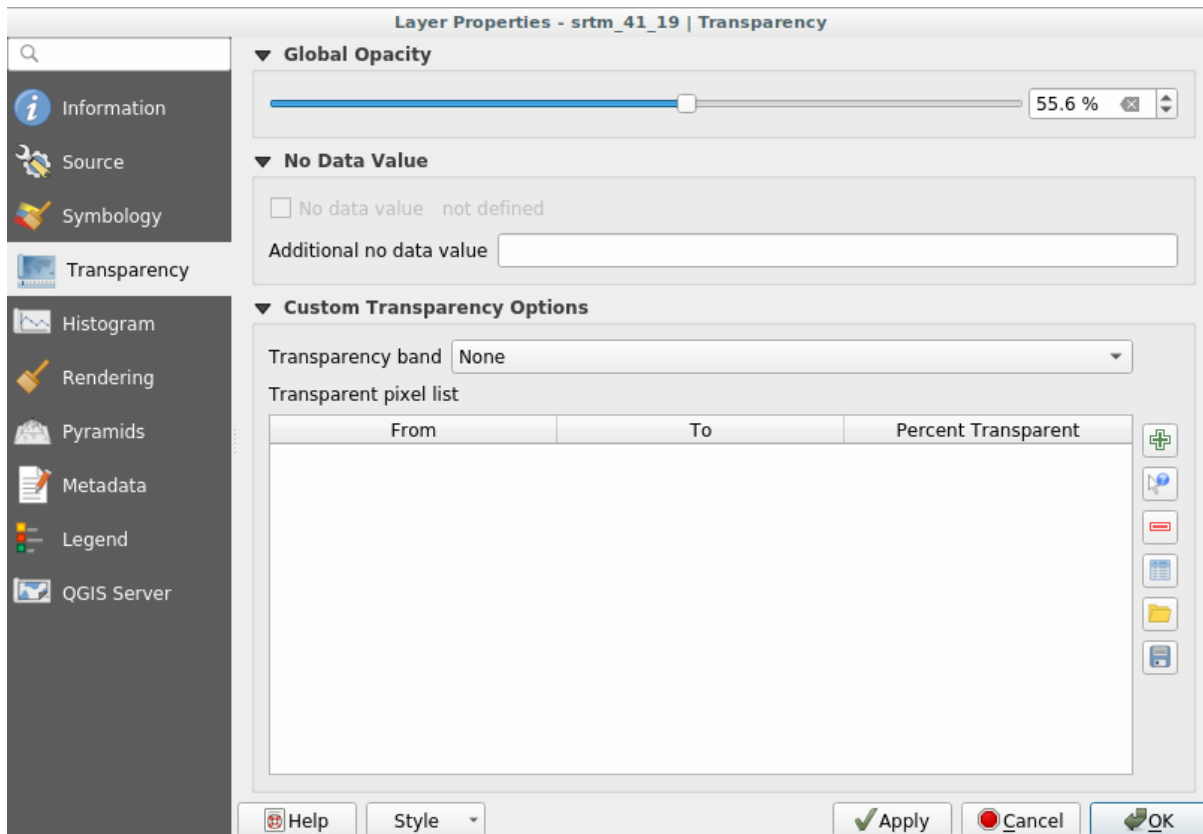 Layer Properties - srtm_41_19 | Transparency
Information
Source
Symbology
Transparency
Histogram
Rendering
Pyramids
Metadata
Legend
QGIS Server
Global Opacity
55.6 %
No Data Value
No data value not defined
Additional no data value
Custom Transparency Options
Transparency band None
Transparent pixel list
From To Percent Transparent
Help Style Apply Cancel OK